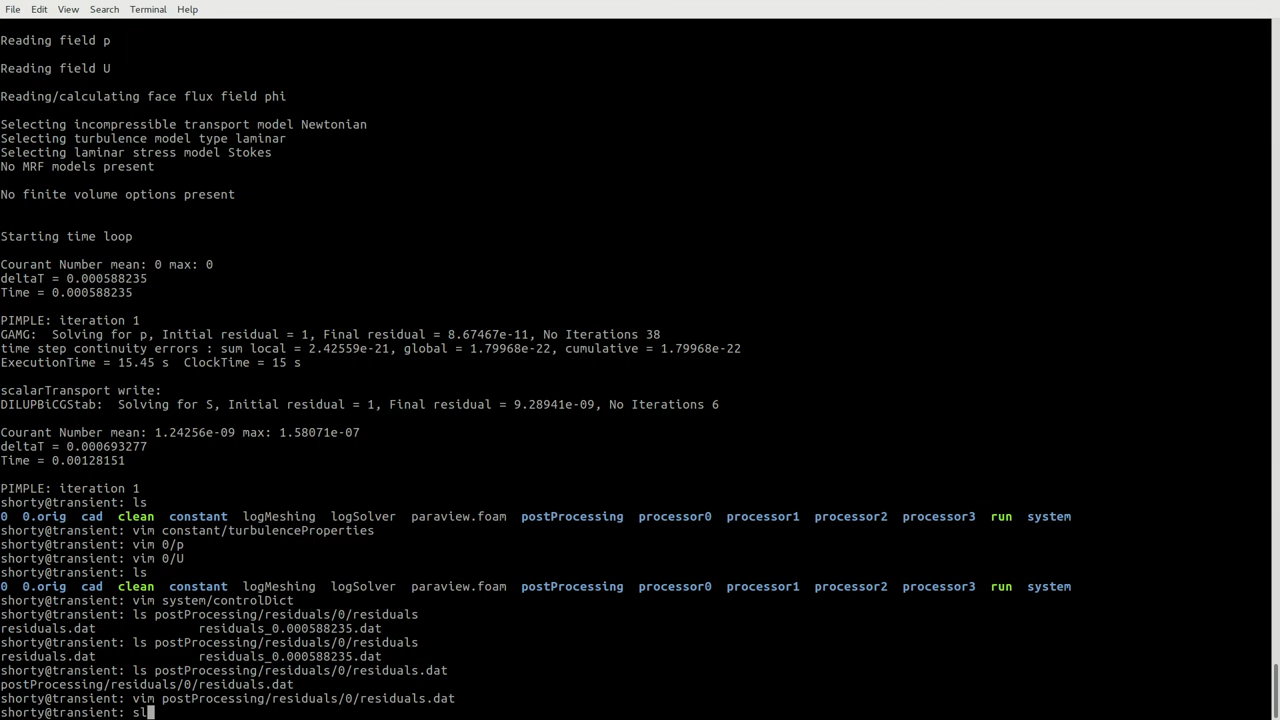 File Edit View Search Terminal Help
Reading field p
Reading field U
Reading/calculating face flux field phi
Selecting incompressible transport model Newtonian
Selecting turbulence model type laminar
Selecting laminar stress model Stokes
No MRF models present
No finite volume options present
Starting time loop
Courant Number mean: 0 max: 0
deltaT = 0.000588235
Time = 0.000588235
PIMPLE: iteration 1
GAMG:  Solving for p, Initial residual = 1, Final residual = 8.67467e-11, No Iterations 38
time step continuity errors : sum local = 2.42559e-21, global = 1.79968e-22, cumulative = 1.79968e-22
ExecutionTime = 15.45 s  ClockTime = 15 s
scalarTransport write:
DILUPBiCGStab:  Solving for S, Initial residual = 1, Final residual = 9.28941e-09, No Iterations 6
Courant Number mean: 1.24256e-09 max: 1.58071e-07
deltaT = 0.000693277
Time = 0.00128151
PIMPLE: iteration 1
shorty@transient: ls
0  0.orig  cad  clean  constant  logMeshing  logSolver  paraview.foam  postProcessing  processor0  processor1  processor2  processor3  run  system
shorty@transient: vim constant/turbulenceProperties
shorty@transient: vim 0/p
shorty@transient: vim 0/U
shorty@transient: ls
0  0.orig  cad  clean  constant  logMeshing  logSolver  paraview.foam  postProcessing  processor0  processor1  processor2  processor3  run  system
shorty@transient: vim system/controlDict
shorty@transient: ls postProcessing/residuals/0/residuals
residuals.dat              residuals_0.000588235.dat
shorty@transient: ls postProcessing/residuals/0/residuals
residuals.dat              residuals_0.000588235.dat
shorty@transient: ls postProcessing/residuals/0/residuals.dat
postProcessing/residuals/0/residuals.dat
shorty@transient: vim postProcessing/residuals/0/residuals.dat
shorty@transient: sl